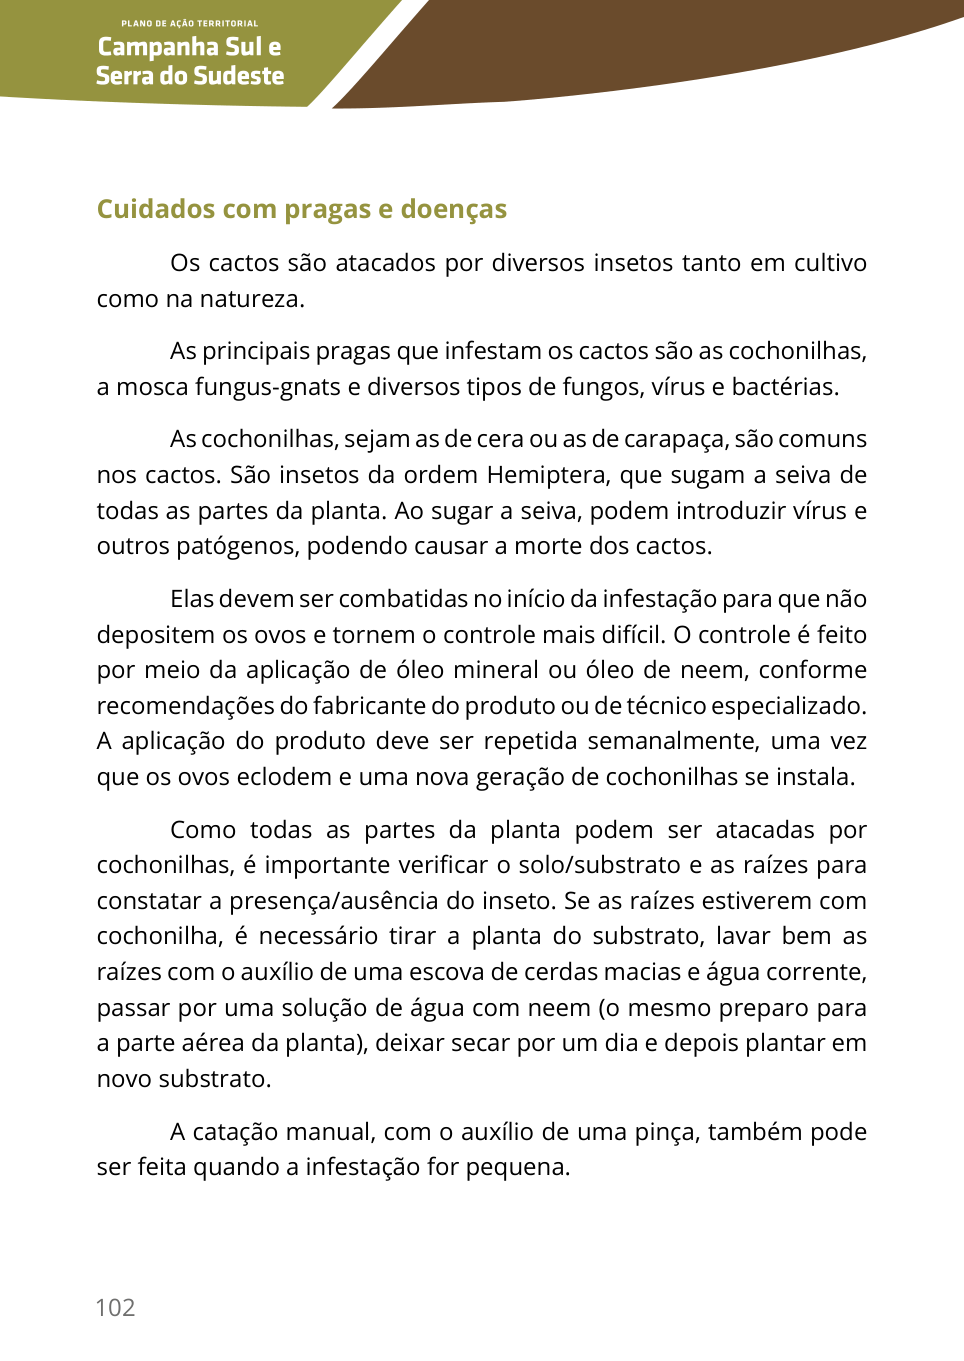 PLANO DE AÇÃO TERRITORIAL
Campanha Sul e
Serra do Sudeste
Cuidados com pragas e doenças
Os cactos são atacados por diversos insetos tanto em cultivo
como na natureza.
As principais pragas que infestam os cactos são as cochonilhas,
a mosca fungus-gnats e diversos tipos de fungos, vírus e bactérias.
As cochonilhas, sejam as de cera ou as de carapaça, são comuns
nos cactos. São insetos da ordem Hemiptera, que sugam a seiva de
todas as partes da planta. Ao sugar a seiva, podem introduzir vírus e
outros patógenos, podendo causar a morte dos cactos.
Elas devem ser combatidas no início da infestação para que não
depositem os ovos e tornem o controle mais difícil. O controle é feito
por meio da aplicação de óleo mineral ou óleo de neem, conforme
recomendações do fabricante do produto ou de técnico especializado.
A aplicação do produto deve ser repetida semanalmente, uma vez
que os ovos eclodem e uma nova geração de cochonilhas se instala.
Como todas as partes da planta podem ser atacadas por
cochonilhas, é importante verificar o solo/substrato e as raízes para
constatar a presença/ausência do inseto. Se as raízes estiverem com
cochonilha, é necessário tirar a planta do substrato, lavar bem as
raízes com o auxílio de uma escova de cerdas macias e água corrente,
passar por uma solução de água com neem (o mesmo preparo para
a parte aérea da planta), deixar secar por um dia e depois plantar em
novo substrato.
A catação manual, com o auxílio de uma pinça, também pode
ser feita quando a infestação for pequena.
102